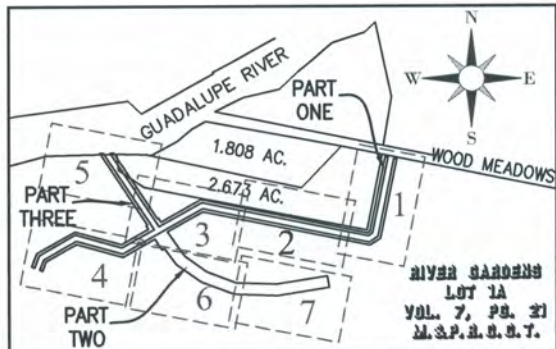 N
W E
S
GUADALUPE RIVER
PART
ONE
WOOD MEADOWS
1.808 AC.
2.673 AC.
5
PART
THREE
1
3
2
4
6
7
PART
TWO
RIVER GARDENS
LOT 1A
VOL. 7, PG. 21
M.&P.R.G.C.T.